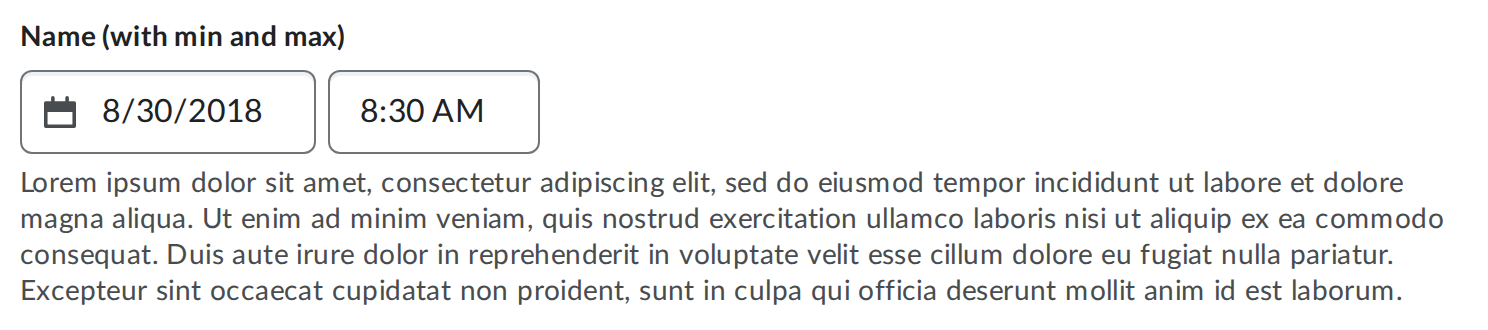 Name (with min and max)
8/30/2018 8:30 AM
Lorem ipsum dolor sit amet, consectetur adipiscing elit, sed do eiusmod tempor incididunt ut labore et dolore
magna aliqua. Ut enim ad minim veniam, quis nostrud exercitation ullamco laboris nisi ut aliquip ex ea commodo
consequat. Duis aute irure dolor in reprehenderit in voluptate velit esse cillum dolore eu fugiat nulla pariatur.
Excepteur sint occaecat cupidatat non proident, sunt in culpa qui officia deserunt mollit anim id est laborum.